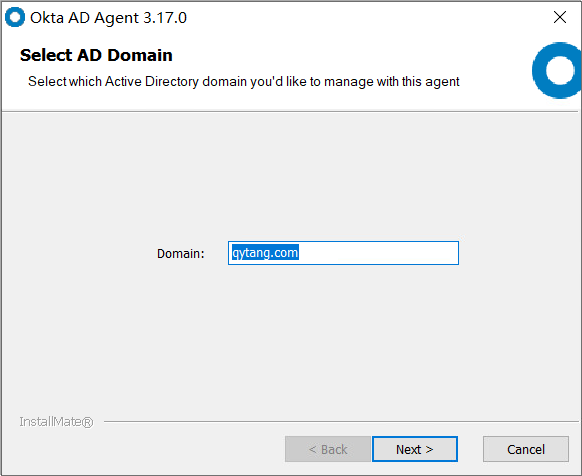 Okta AD Agent 3.17.0
Select AD Domain
Select which Active Directory domain you'd like to manage with this agent
Domain: qytang.com
InstallMate®
< Back Next > Cancel